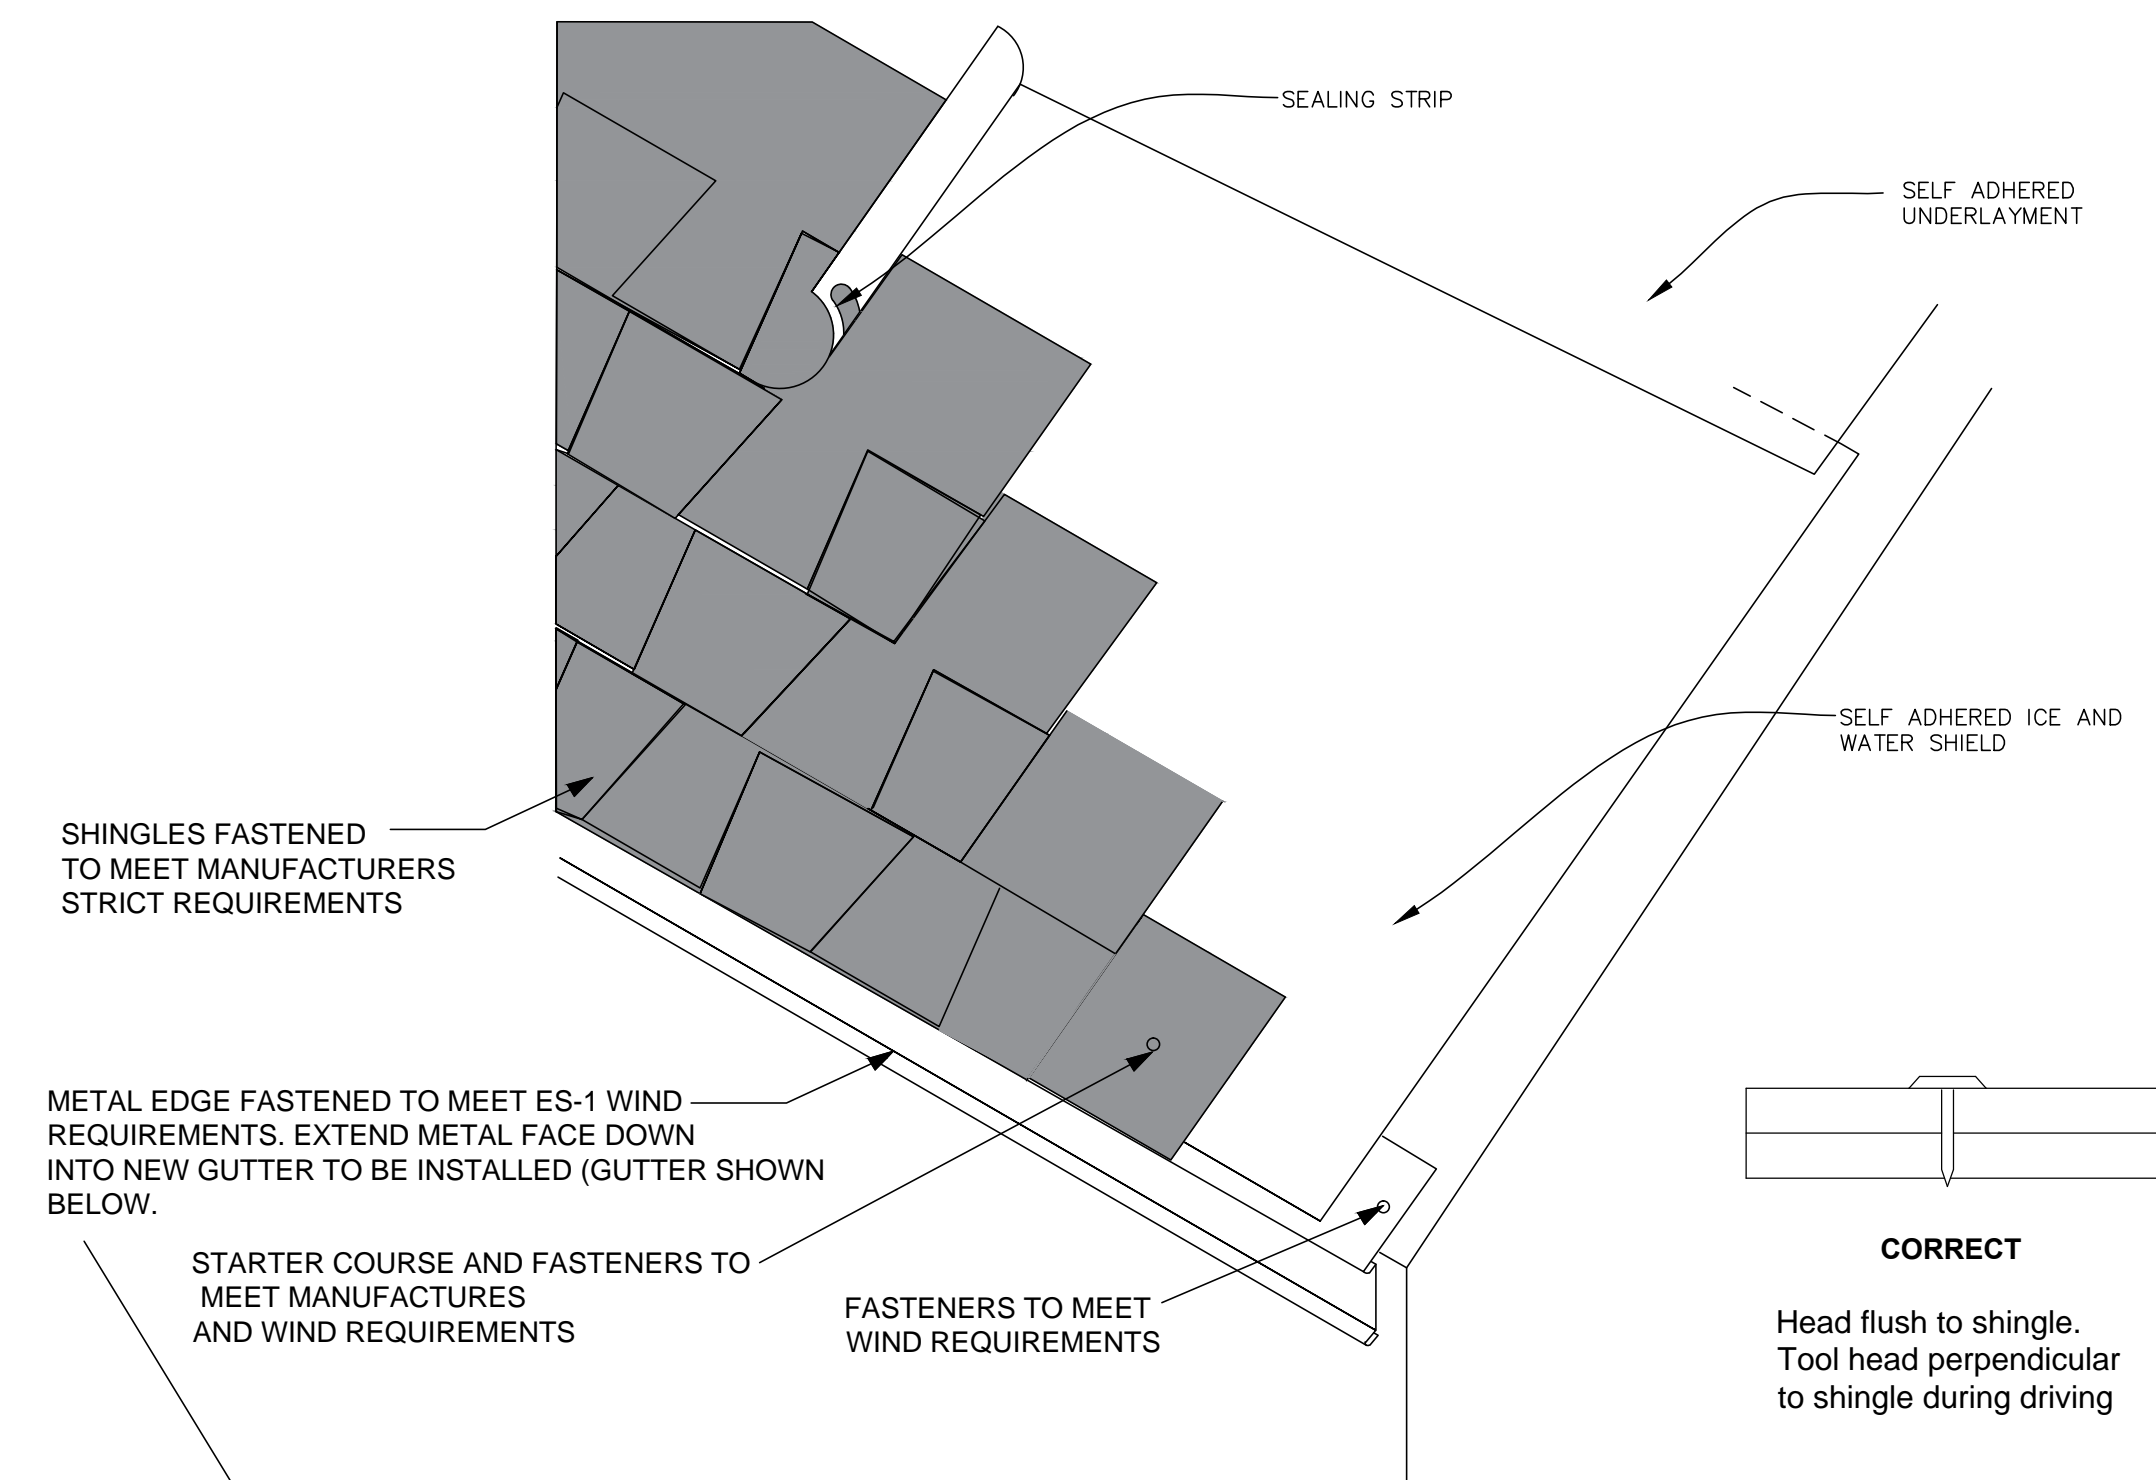 SEALING STRIP
SELF ADHERED
UNDERLAYMENT
SELF ADHERED ICE AND
WATER SHIELD
SHINGLES FASTENED
TO MEET MANUFACTURERS
STRICT REQUIREMENTS
METAL EDGE FASTENED TO MEET ES-1 WIND
REQUIREMENTS. EXTEND METAL FACE DOWN
INTO NEW GUTTER TO BE INSTALLED (GUTTER SHOWN
BELOW.
STARTER COURSE AND FASTENERS TO
MEET MANUFACTURES
AND WIND REQUIREMENTS
FASTENERS TO MEET
WIND REQUIREMENTS
CORRECT
Head flush to shingle.
Tool head perpendicular
to shingle during driving